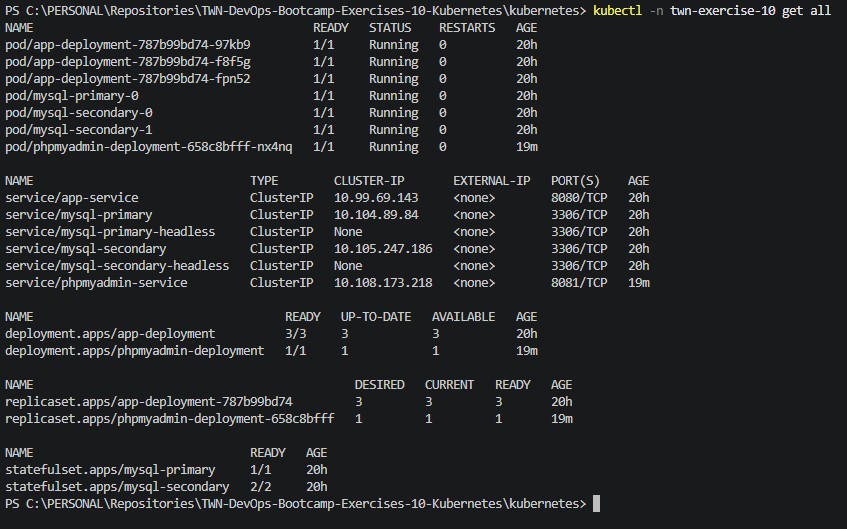 PS C:\PERSONAL\Repositories\TWN-DevOps-Bootcamp-Exercises-10-Kubernetes\kubernetes> kubectl -n twn-exercise-10 get all
NAME READY STATUS RESTARTS AGE
pod/app-deployment-787b99bd74-97kb9 1/1 Running 0 20h
pod/app-deployment-787b99bd74-f8f5g 1/1 Running 0 20h
pod/app-deployment-787b99bd74-fpn52 1/1 Running 0 20h
pod/mysql-primary-0 1/1 Running 0 20h
pod/mysql-secondary-0 1/1 Running 0 20h
pod/mysql-secondary-1 1/1 Running 0 20h
pod/phpmyadmin-deployment-658c8bfff-nx4nq 1/1 Running 0 19m
NAME TYPE CLUSTER-IP EXTERNAL-IP PORT(S) AGE
service/app-service ClusterIP 10.99.69.143 <none> 8080/TCP 20h
service/mysql-primary ClusterIP 10.104.89.84 <none> 3306/TCP 20h
service/mysql-primary-headless ClusterIP None <none> 3306/TCP 20h
service/mysql-secondary ClusterIP 10.105.247.186 <none> 3306/TCP 20h
service/mysql-secondary-headless ClusterIP None <none> 3306/TCP 20h
service/phpmyadmin-service ClusterIP 10.108.173.218 <none> 8081/TCP 19m
NAME READY UP-TO-DATE AVAILABLE AGE
deployment.apps/app-deployment 3/3 3 3 20h
deployment.apps/phpmyadmin-deployment 1/1 1 1 19m
NAME DESIRED CURRENT READY AGE
replicaset.apps/app-deployment-787b99bd74 3 3 3 20h
replicaset.apps/phpmyadmin-deployment-658c8bfff 1 1 1 19m
NAME READY AGE
statefulset.apps/mysql-primary 1/1 20h
statefulset.apps/mysql-secondary 2/2 20h
PS C:\PERSONAL\Repositories\TWN-DevOps-Bootcamp-Exercises-10-Kubernetes\kubernetes>